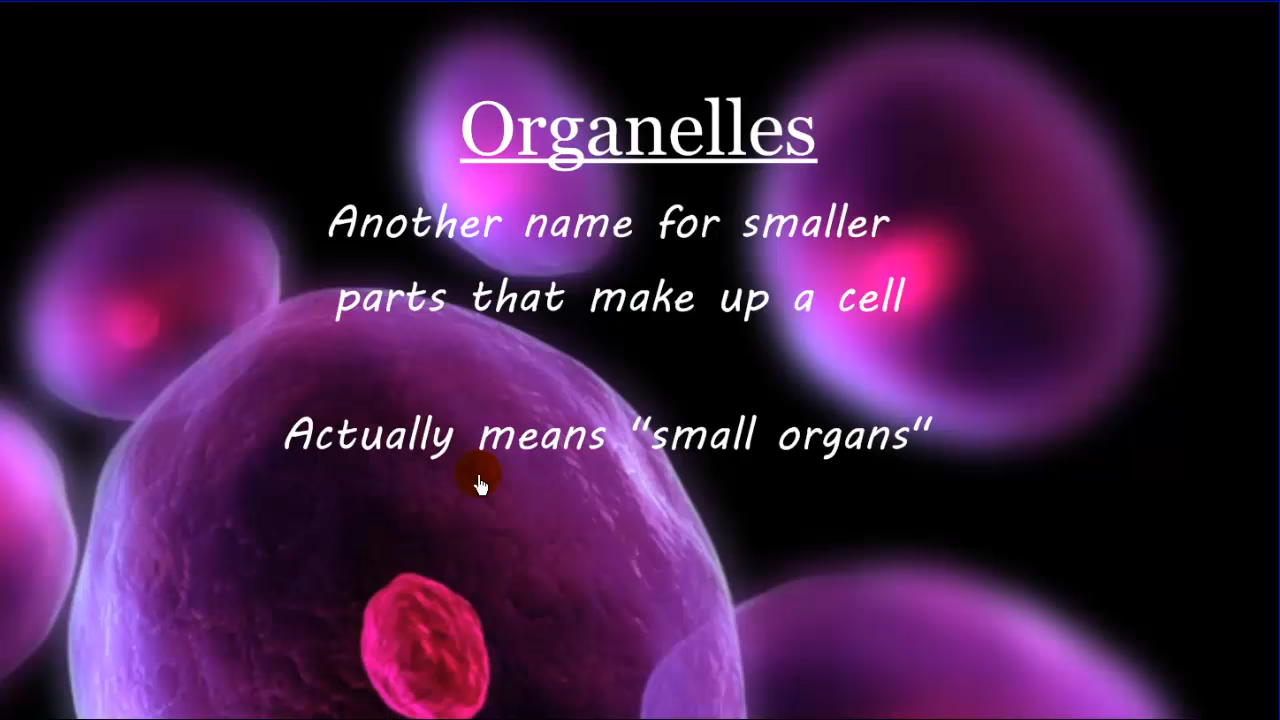 Organelles
Another name for smaller
parts that make up a cell
Actually means “small organs“